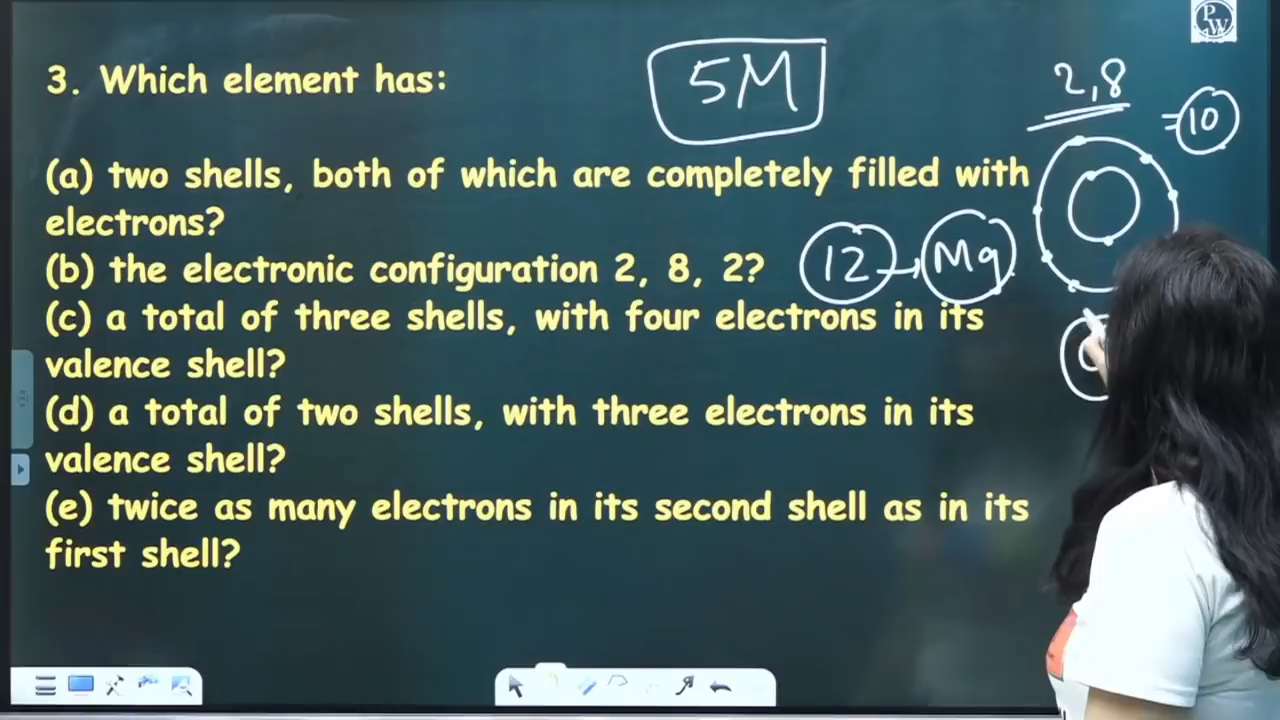 PW
3. Which element has:
5M
2,8
=10
(a) two shells, both of which are completely filled with
electrons?
(b) the electronic configuration 2, 8, 2?
12→Mg
(c) a total of three shells, with four electrons in its
valence shell?
(d) a total of two shells, with three electrons in its
valence shell?
(e) twice as many electrons in its second shell as in its
first shell?